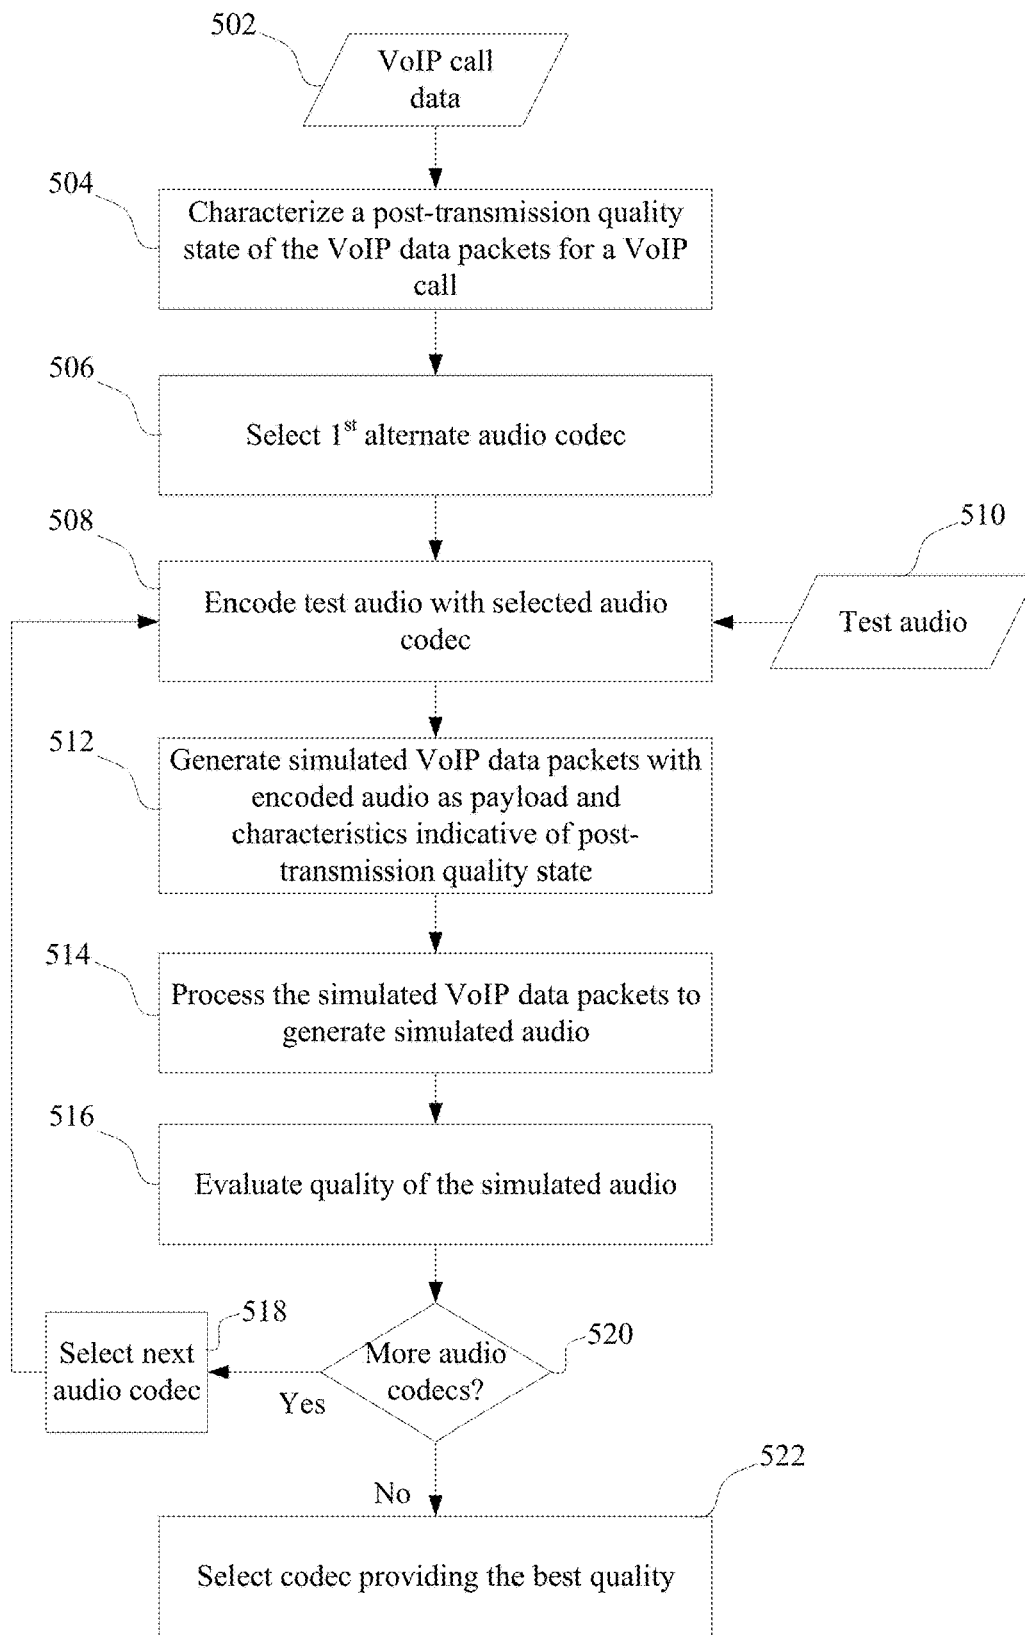 502
VoIP call
data
504
Characterize a post-transmission quality
state of the VoIP data packets for a VoIP
call
506
Select 1st alternate audio codec
508
510
Encode test audio with selected audio
codec
Test audio
512
Generate simulated VoIP data packets with
encoded audio as payload and
characteristics indicative of post-
transmission quality state
514
Process the simulated VoIP data packets to
generate simulated audio
516
Evaluate quality of the simulated audio
518
520
Select next
audio codec
More audio
codecs?
Yes
522
No
Select codec providing the best quality